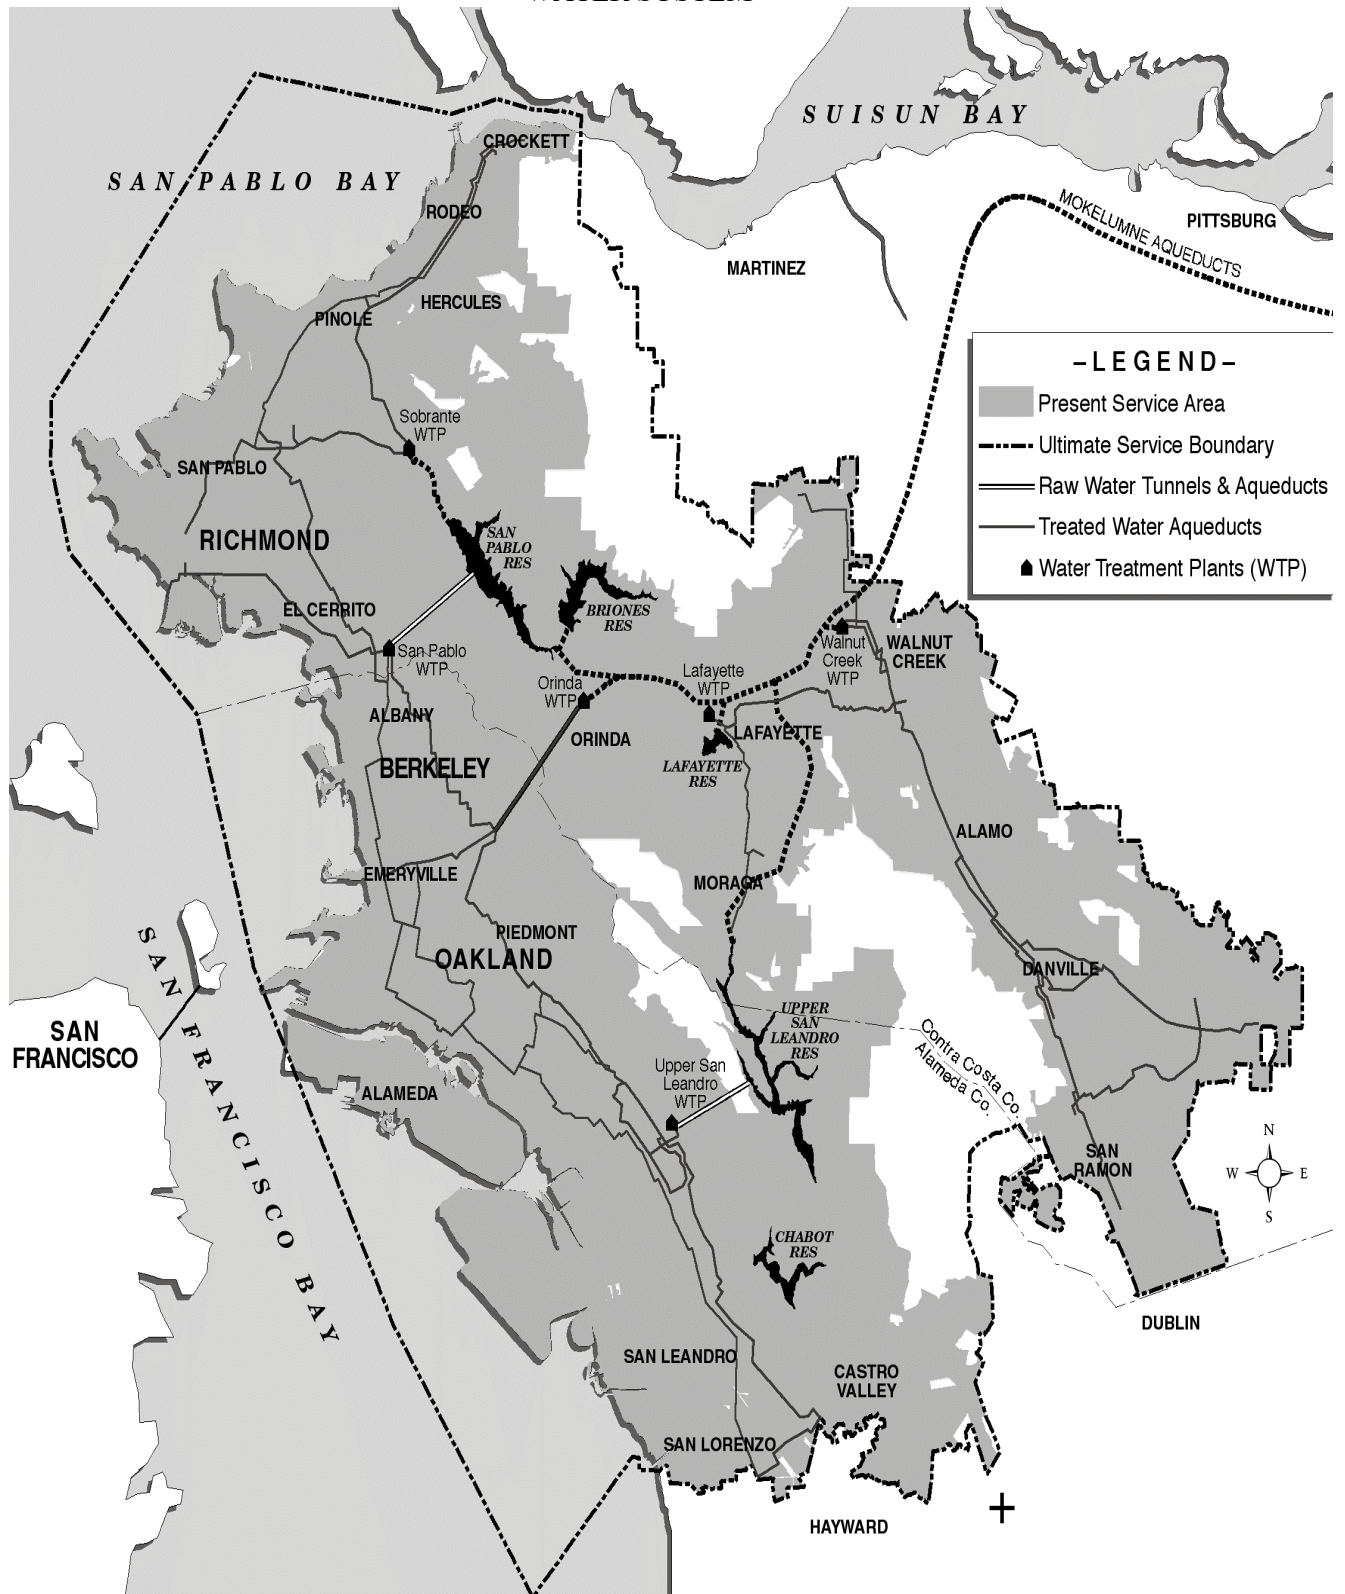 WATER SYSTEM
SUISUN BAY
CROCKETT
SAN PABLO BAY
RODEO
MOKELUMNE AQUEDUCTS
PITTSBURG
MARTINEZ
HERCULES
PINOLE
–LEGEND–
Present Service Area
Ultimate Service Boundary
Raw Water Tunnels & Aqueducts
Treated Water Aqueducts
Water Treatment Plants (WTP)
Sobrante
WTP
SAN PABLO
RICHMOND
SAN
PABLO
RES
EL CERRITO
BRIONES
RES
San Pablo
WTP
Walnut
Creek
WTP
WALNUT
CREEK
Orinda
WTP
Lafayette
WTP
ALBANY
ORINDA
LAFAYETTE
BERKELEY
LAFAYETTE
RES
ALAMO
EMERYVILLE
MORAGA
PIEDMONT
OAKLAND
DANVILLE
SAN FRANCISCO BAY
SAN
FRANCISCO
UPPER
SAN
LEANDRO
RES
Contra Costa Co.
Alameda Co.
Upper San
Leandro
WTP
ALAMEDA
SAN
RAMON
N
W
E
S
CHABOT
RES
DUBLIN
SAN LEANDRO
CASTRO
VALLEY
SAN LORENZO
HAYWARD